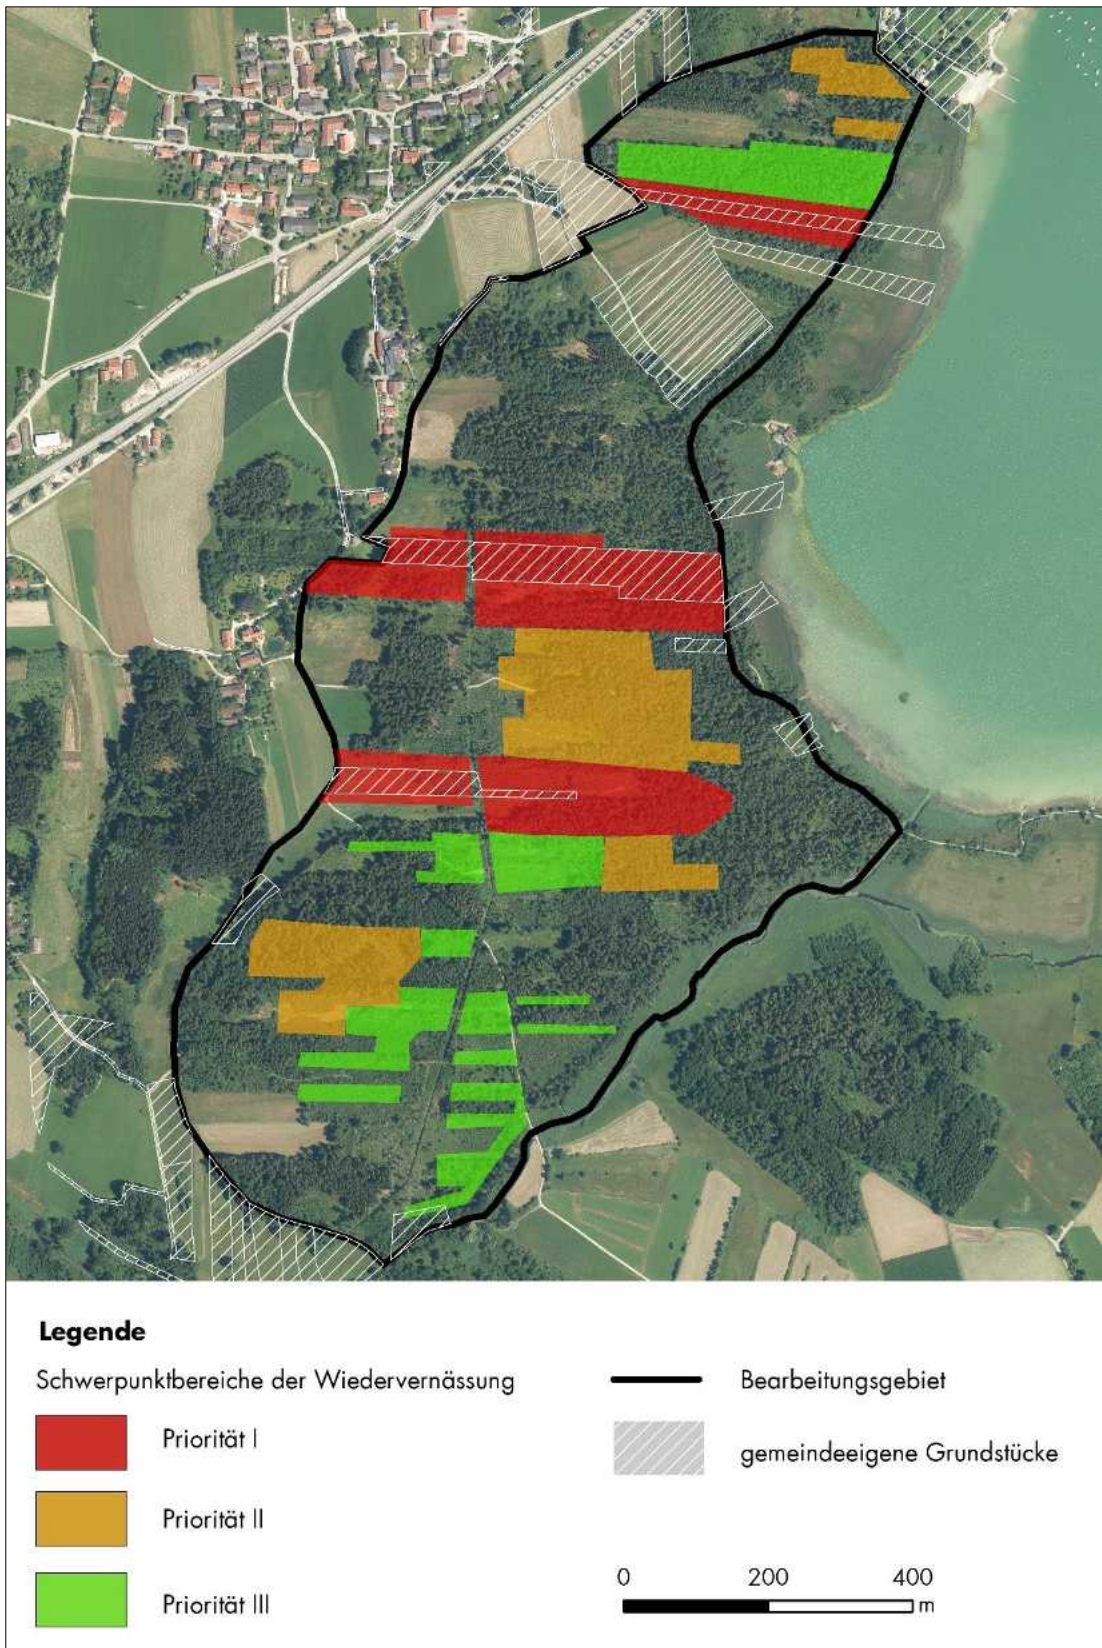 Legende
Schwerpunktbereiche der Wiedervernässung
Priorität I
Priorität II
Priorität III
Bearbeitungsgebiet
gemeindeeigene Grundstücke
0 200 400
m